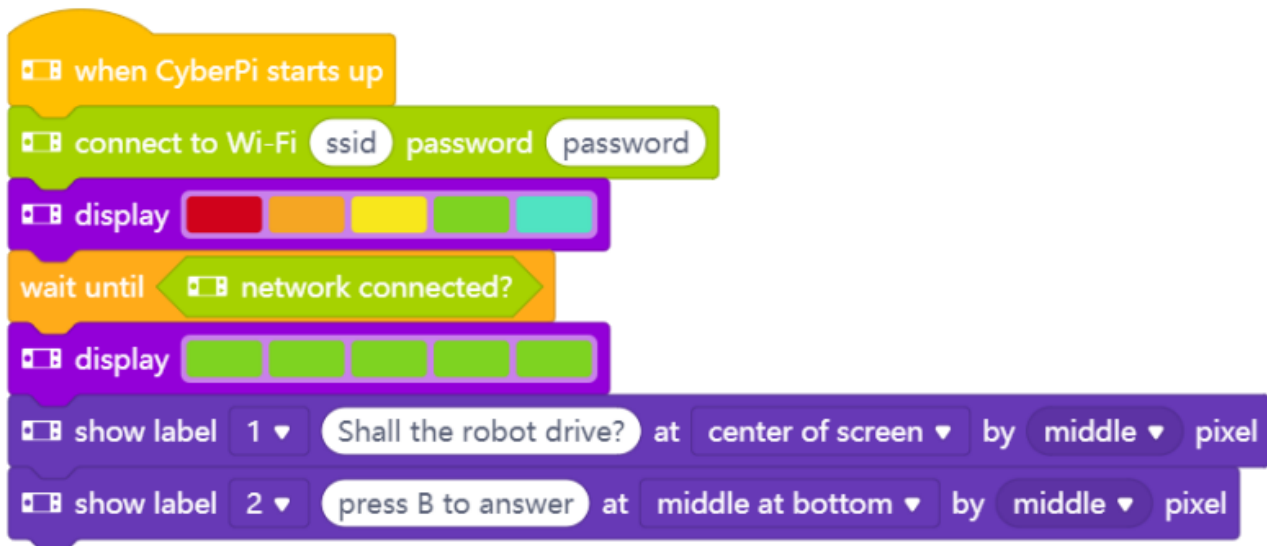 when CyberPi starts up
connect to Wi-Fi ssid password password
display
wait until network connected?
display
show label 1 Shall the robot drive? at center of screen by middle pixel
show label 2 press B to answer at middle at bottom by middle pixel